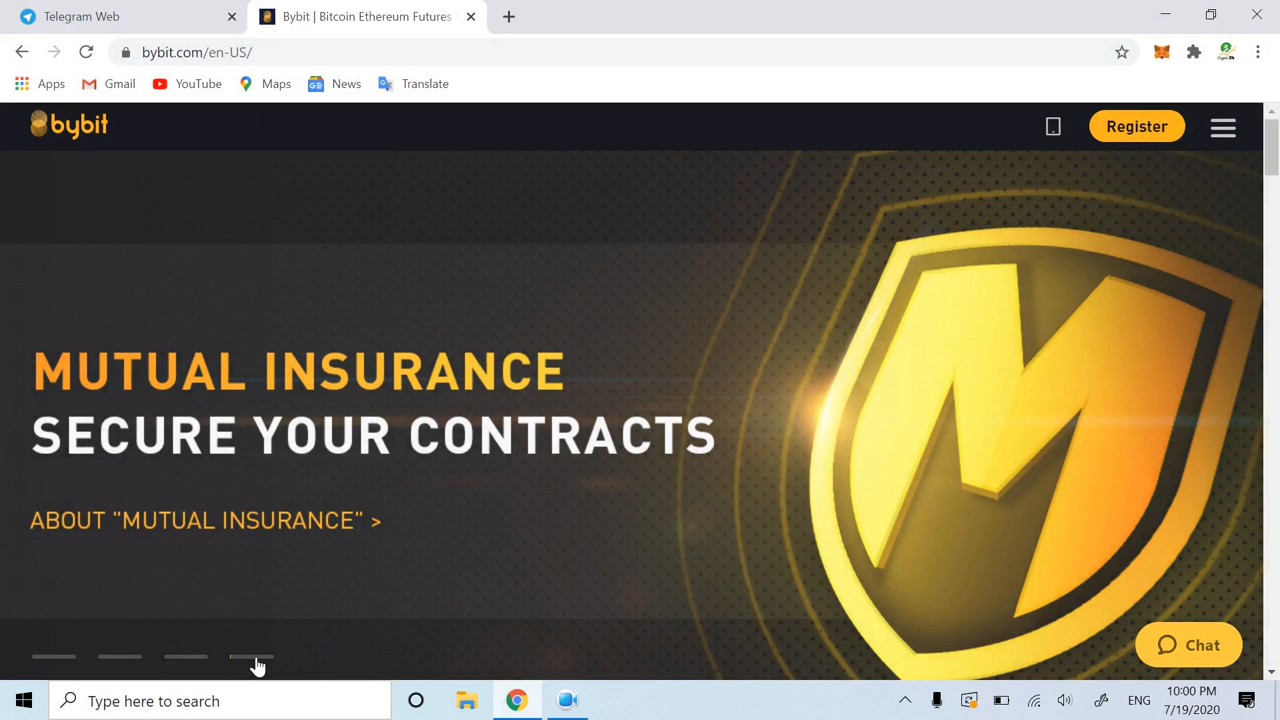 Telegram Web
Bybit | Bitcoin Ethereum Futures
bybit.com/en-US/
Apps
Gmail
YouTube
Maps
News
Translate
bybit
Register
MUTUAL INSURANCE
SECURE YOUR CONTRACTS
ABOUT "MUTUAL INSURANCE" >
Chat
Type here to search
ENG
10:00 PM
7/19/2020